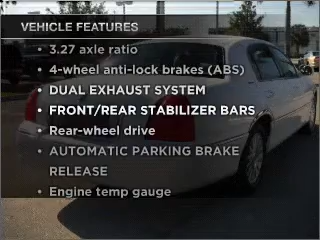 VEHICLE FEATURES
• 3.27 axle ratio
• 4-wheel anti-lock brakes (ABS)
• DUAL EXHAUST SYSTEM
• FRONT/REAR STABILIZER BARS
• Rear-wheel drive
• AUTOMATIC PARKING BRAKE
RELEASE
• Engine temp gauge